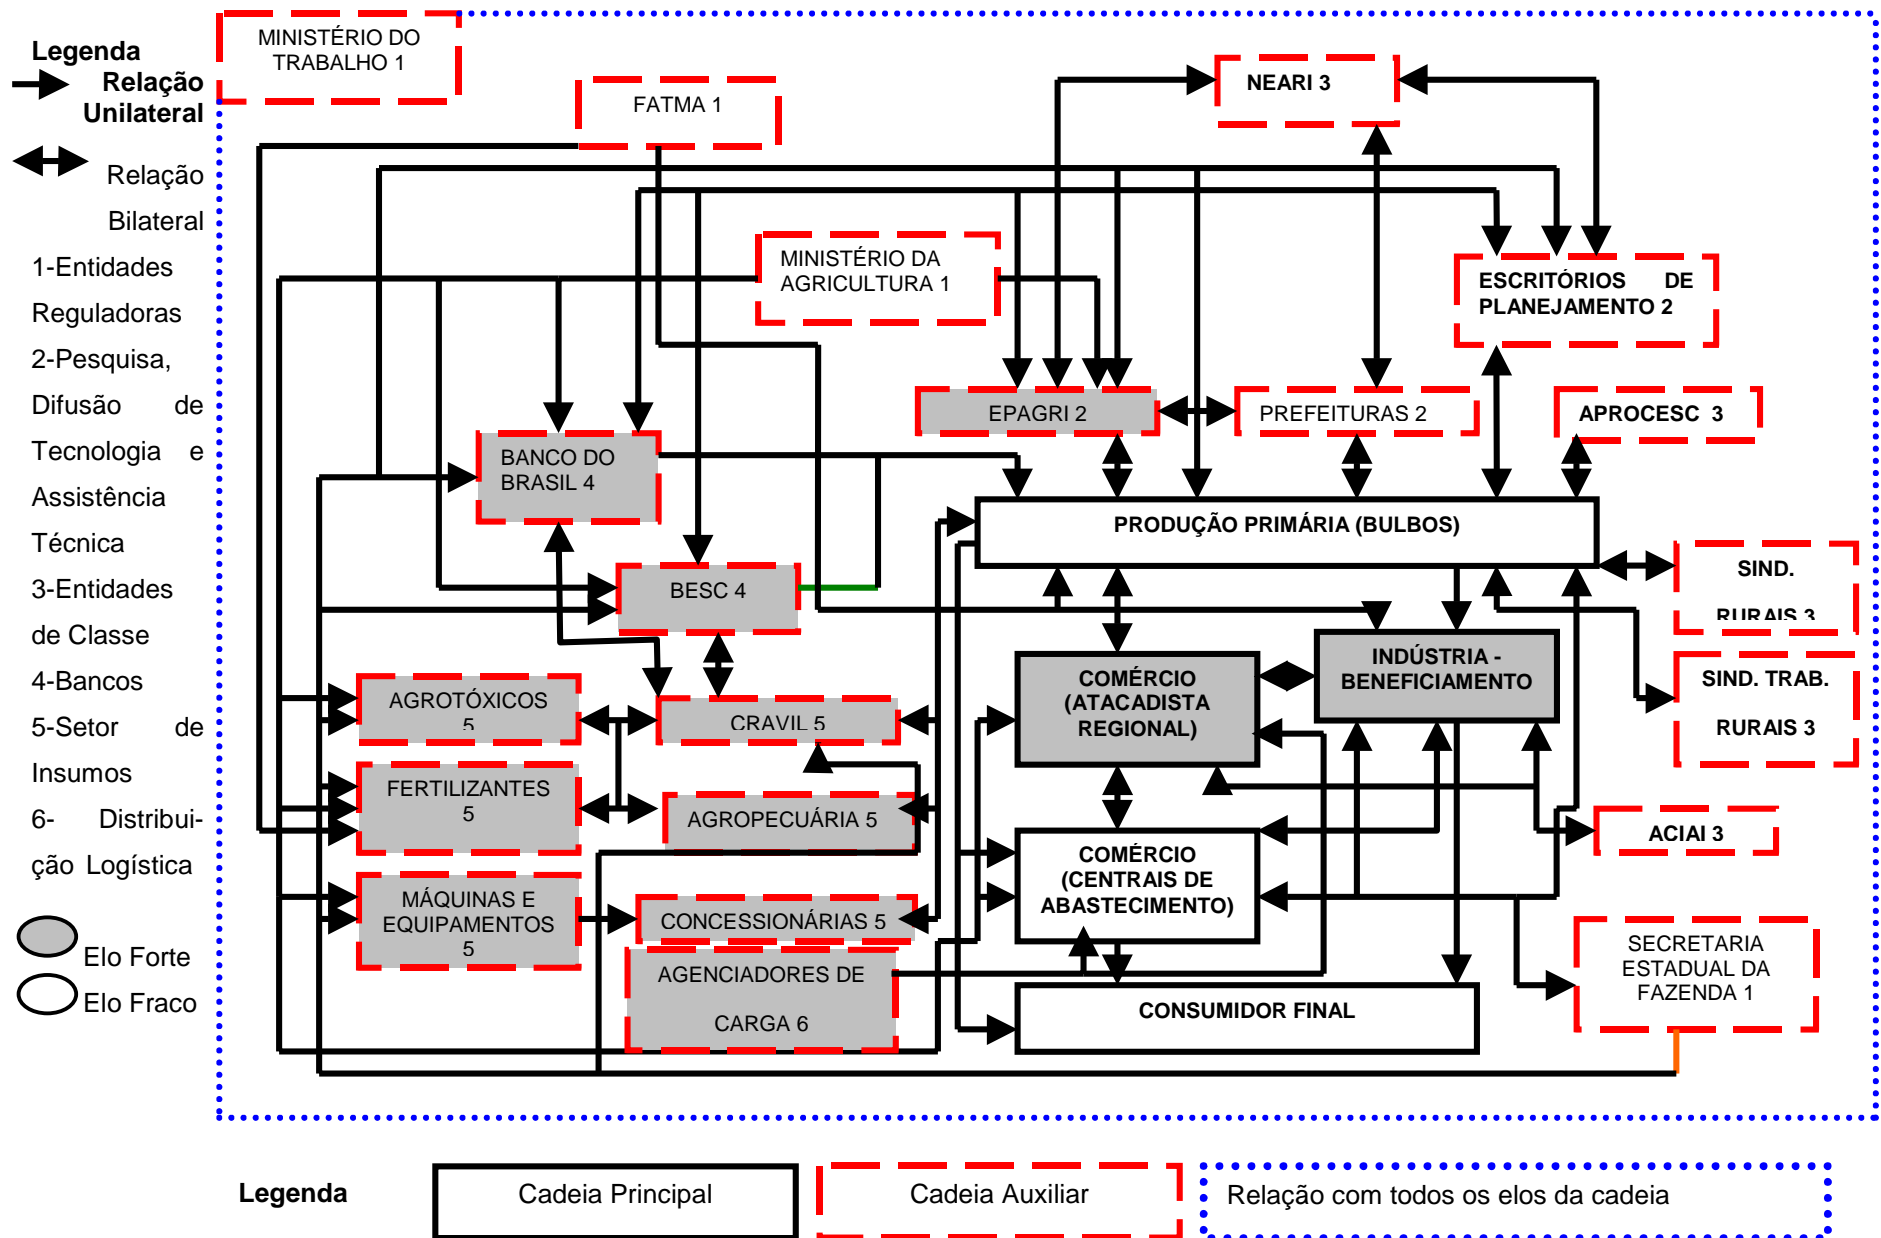 Legenda
Relação
Unilateral
Relação
Bilateral
1-Entidades
Reguladoras
2-Pesquisa,
Difusão de
Tecnologia e
Assistência
Técnica
3-Entidades
de Classe
4-Bancos
5-Setor de
Insumos
6- Distribui-
ção Logística
Elo Forte
Elo Fraco
MINISTÉRIO DO
TRABALHO 1
FATMA 1
NEARI 3
MINISTÉRIO DA
AGRICULTURA 1
ESCRITÓRIOS DE
PLANEJAMENTO 2
EPAGRI 2
PREFEITURAS 2
APROCESC 3
BANCO DO
BRASIL 4
PRODUÇÃO PRIMÁRIA (BULBOS)
BESC 4
SIND.
RURAIS 3
AGROTÓXICOS
5
CRAVIL 5
COMÉRCIO
(ATACADISTA
REGIONAL)
INDÚSTRIA -
BENEFICIAMENTO
SIND. TRAB.
RURAIS 3
FERTILIZANTES
5
AGROPECUÁRIA 5
COMÉRCIO
(CENTRAIS DE
ABASTECIMENTO)
ACIAI 3
MÁQUINAS E
EQUIPAMENTOS
5
CONCESSIONÁRIAS 5
AGENCIADORES DE
CARGA 6
CONSUMIDOR FINAL
SECRETARIA
ESTADUAL DA
FAZENDA 1
Legenda
Cadeia Principal
Cadeia Auxiliar
Relação com todos os elos da cadeia